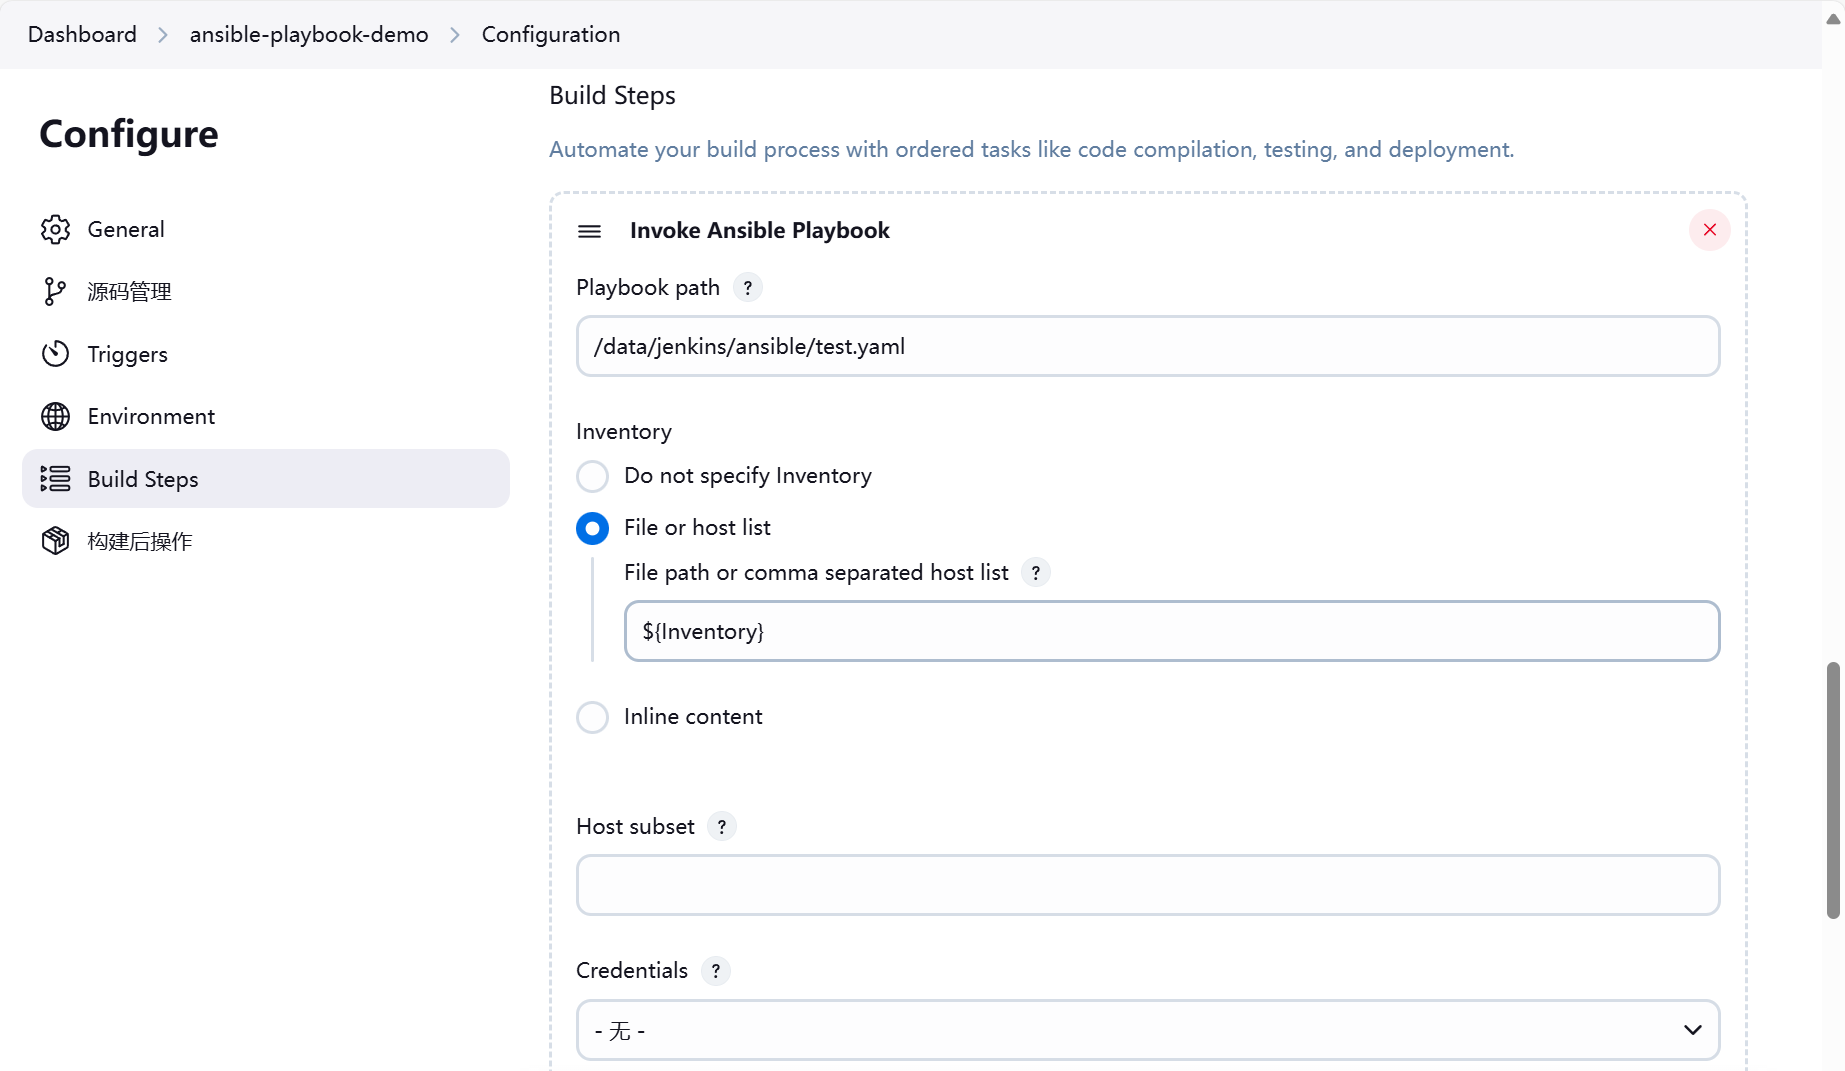 Dashboard > ansible-playbook-demo > Configuration
Configure
General
源码管理
Triggers
Environment
Build Steps
构建后操作
Build Steps
Automate your build process with ordered tasks like code compilation, testing, and deployment.
Invoke Ansible Playbook
Playbook path ?
/data/jenkins/ansible/test.yaml
Inventory
Do not specify Inventory
File or host list
File path or comma separated host list ?
${Inventory}
Inline content
Host subset ?
Credentials ?
- 无 -